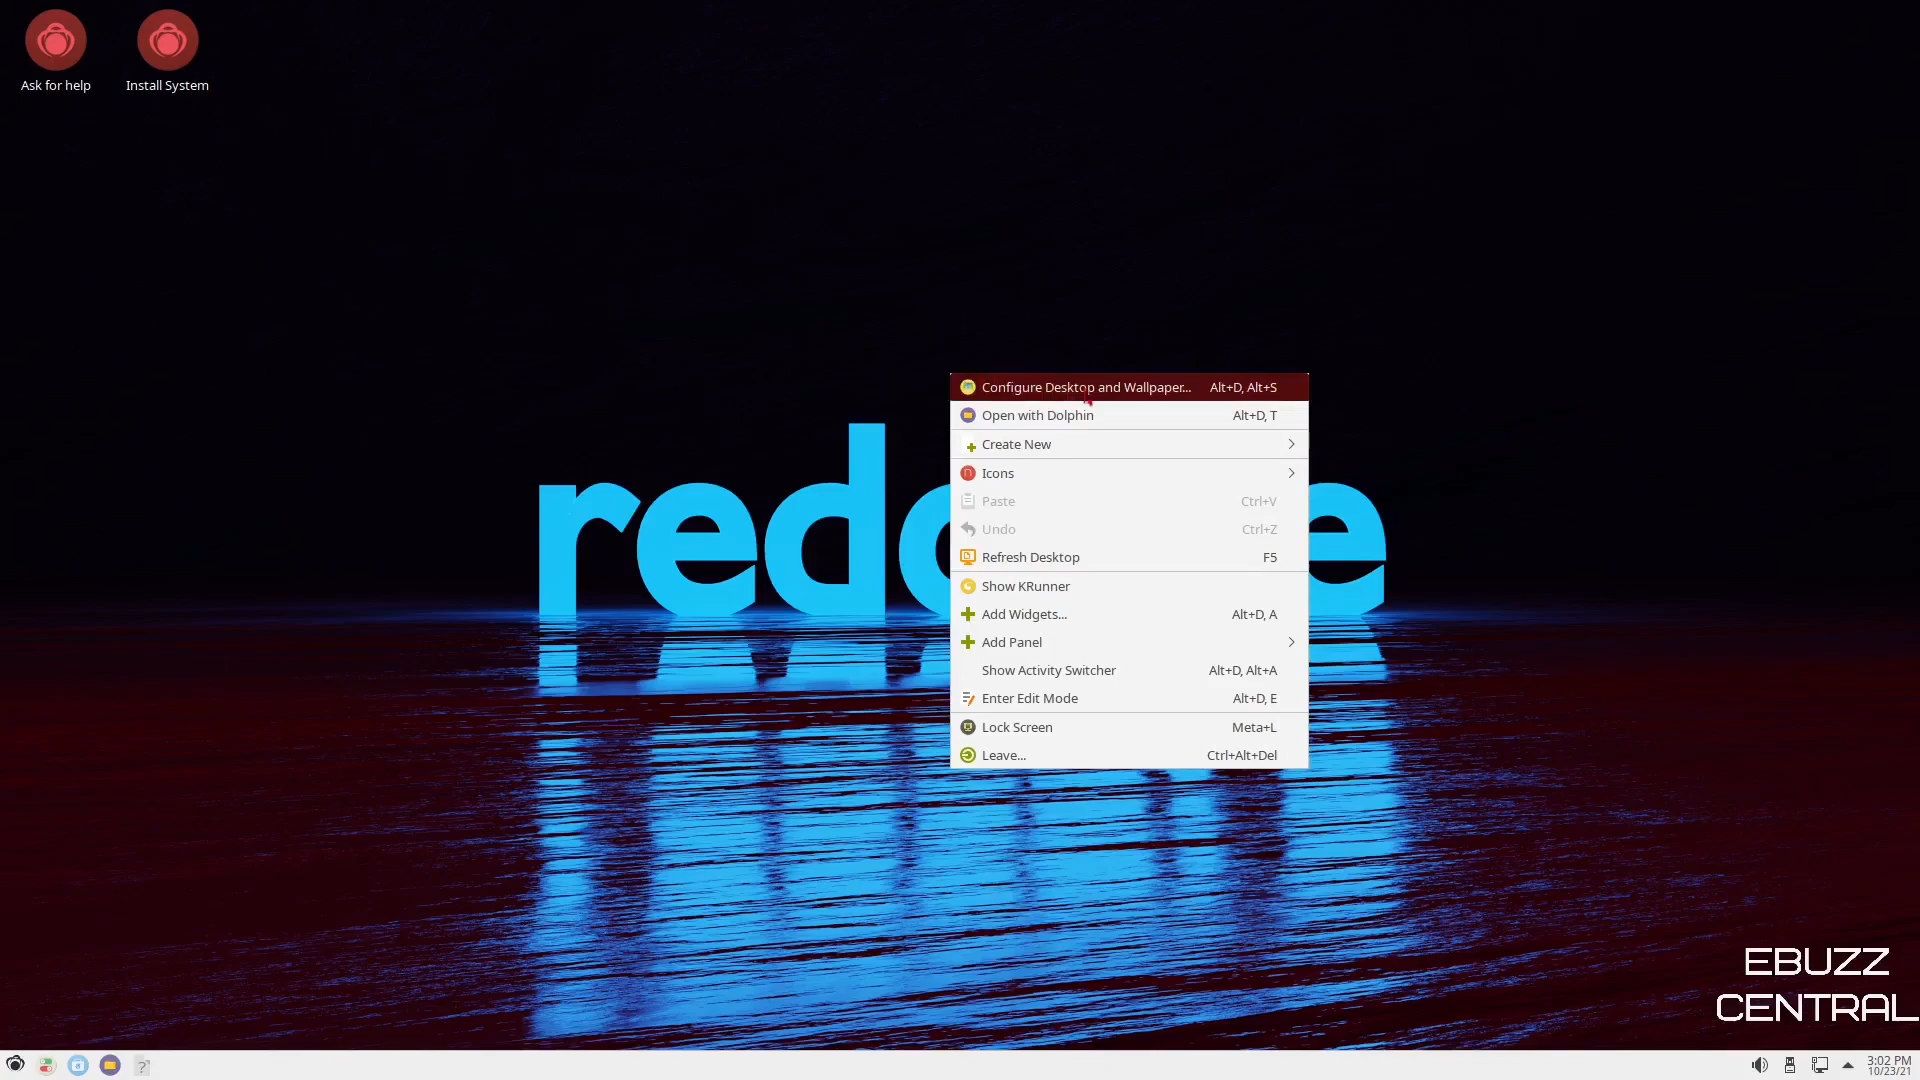 Ask for help
Install System
Configure Desktop and Wallpaper... Alt+D, Alt+S
Open with Dolphin Alt+D, T
Create New
Icons
Paste Ctrl+V
Undo Ctrl+Z
Refresh Desktop F5
Show KRunner
Add Widgets... Alt+D, A
Add Panel
Show Activity Switcher Alt+D, Alt+A
Enter Edit Mode Alt+D, E
Lock Screen Meta+L
Leave... Ctrl+Alt+Del
EBUZZ
CENTRAL
3:02 PM
10/23/21